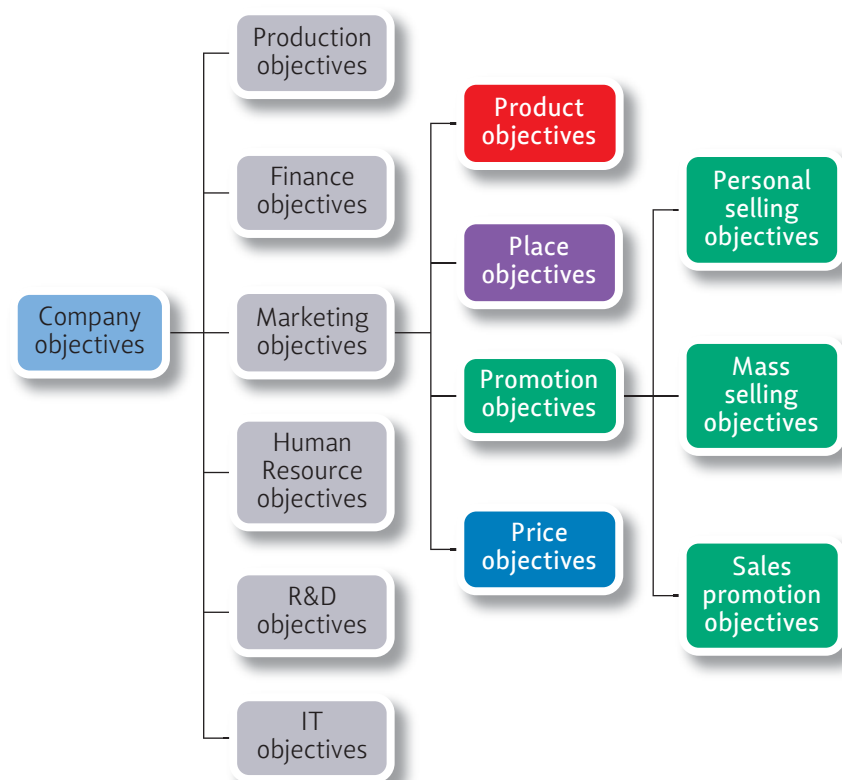 Company
objectives
Production
objectives
Finance
objectives
Marketing
objectives
Human
Resource
objectives
R&D
objectives
IT
objectives
Product
objectives
Place
objectives
Promotion
objectives
Price
objectives
Personal
selling
objectives
Mass
selling
objectives
Sales
promotion
objectives